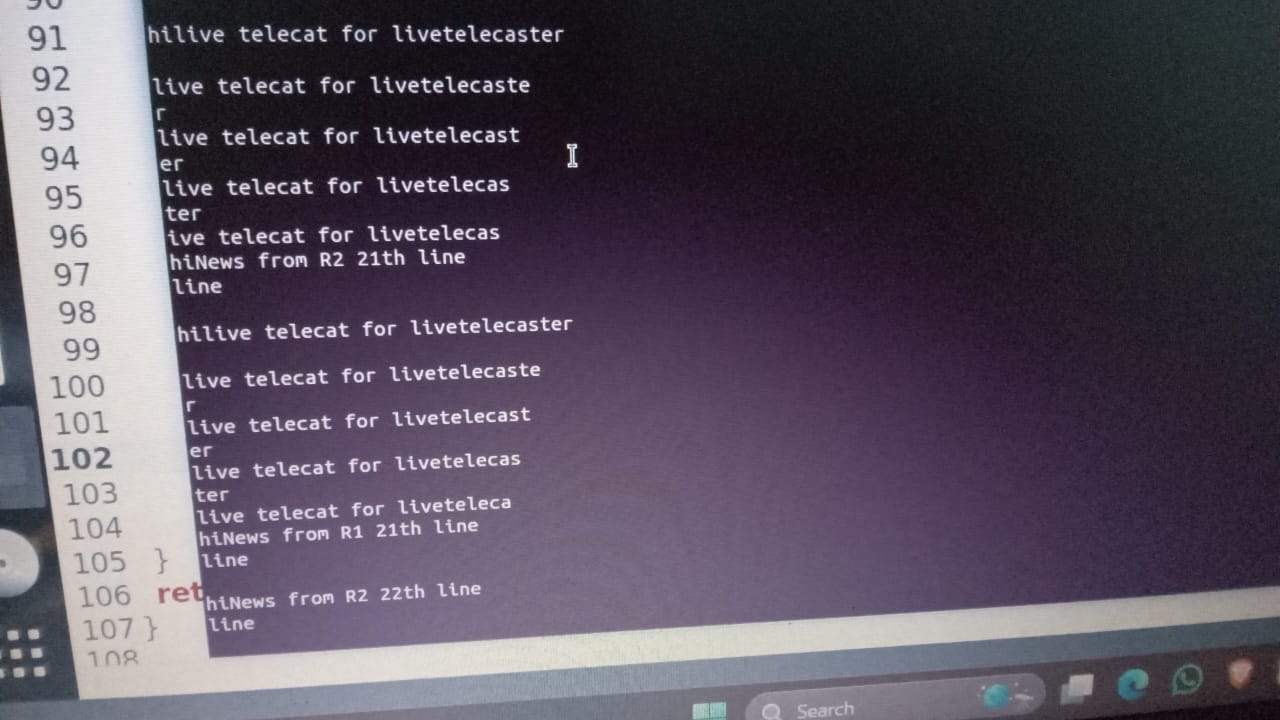 91
hilive telecat for livetelecaster
92
live telecat for livetelecaste
93
r
live telecat for livetelecast
94
er
95
live telecat for livetelecas
ter
96
ive telecat for livetelecas
97
hiNews from R2 21th line
line
98
hilive telecat for livetelecaster
99
100
live telecat for livetelecaste
r
101
live telecat for livetelecast
er
102
live telecat for livetelecas
103
ter
104
live telecat for liveteleca
hiNews from R1 21th line
105 }
line
106 ret
hiNews from R2 22th line
107 }
line
108
Search